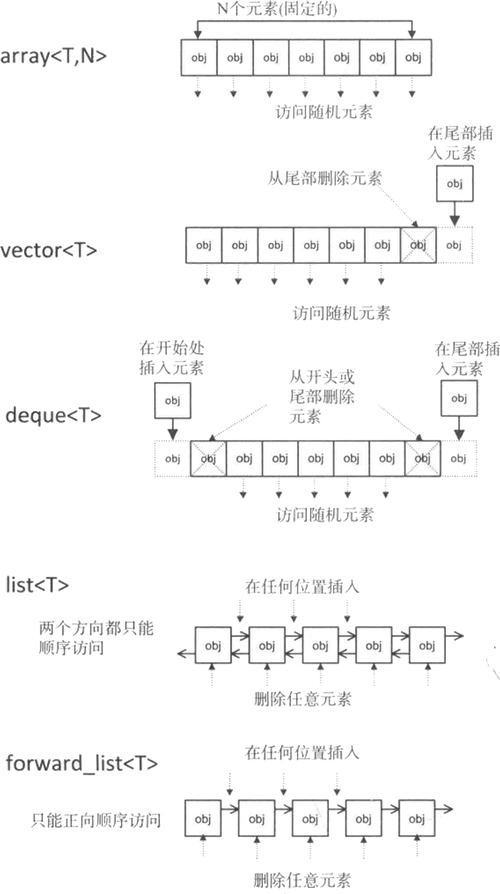 N个元素(固定的)
array<T,N>
obj obj obj obj obj obj obj
访问随机元素
在尾部插
入元素
从尾部删除元素
obj
vector<T>
obj obj obj obj obj obj obj obj
访问随机元素
在开始处
插入元素
在尾部插
入元素
从开头或
尾部删除
元素
obj
obj
deque<T>
obj obj obj obj obj obj obj obj obj
访问随机元素
list<T>
在任何位置插入
两个方向都只能
顺序访问
obj obj obj obj obj
删除任意元素
forward_list<T>
在任何位置插入
只能正向顺序访问
obj obj obj obj obj
删除任意元素